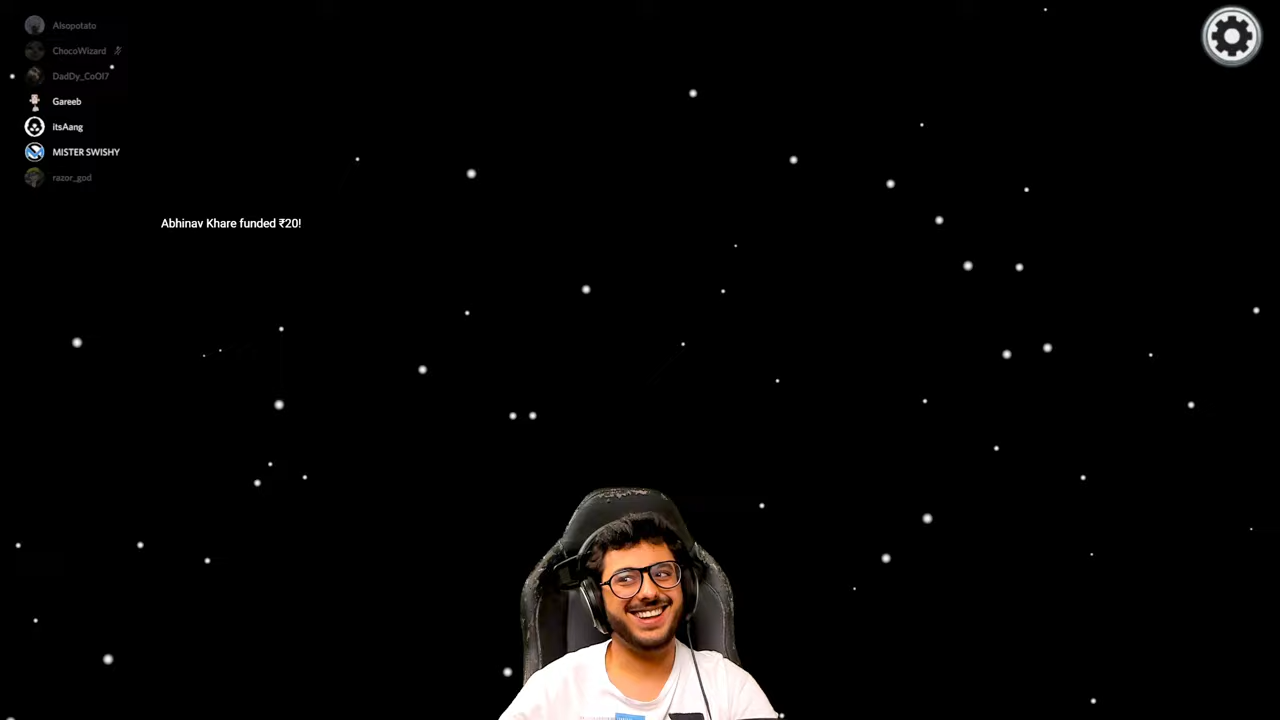 Alsopotato
ChocoWizard
DadDy_CoOl7
Gareeb
itsAang
MISTER SWISHY
razor_god
Abhinav Khare funded ₹20!